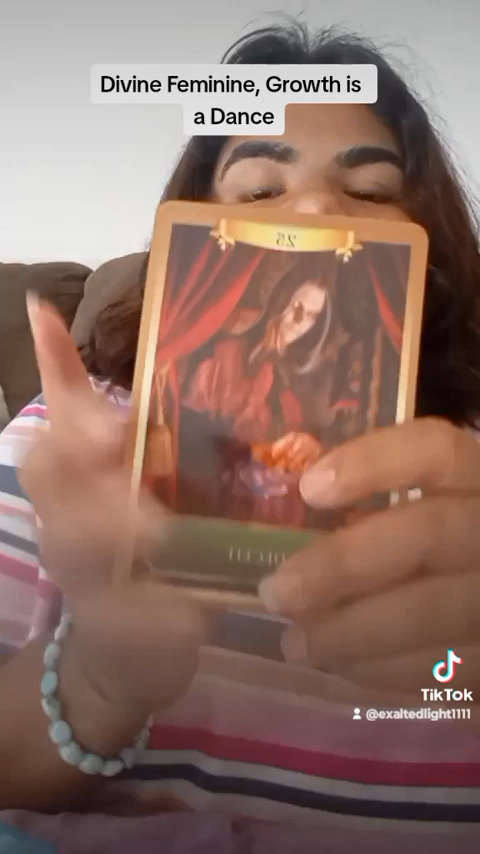 Divine Feminine, Growth is
a Dance
25
TikTok
@exaltedlight1111